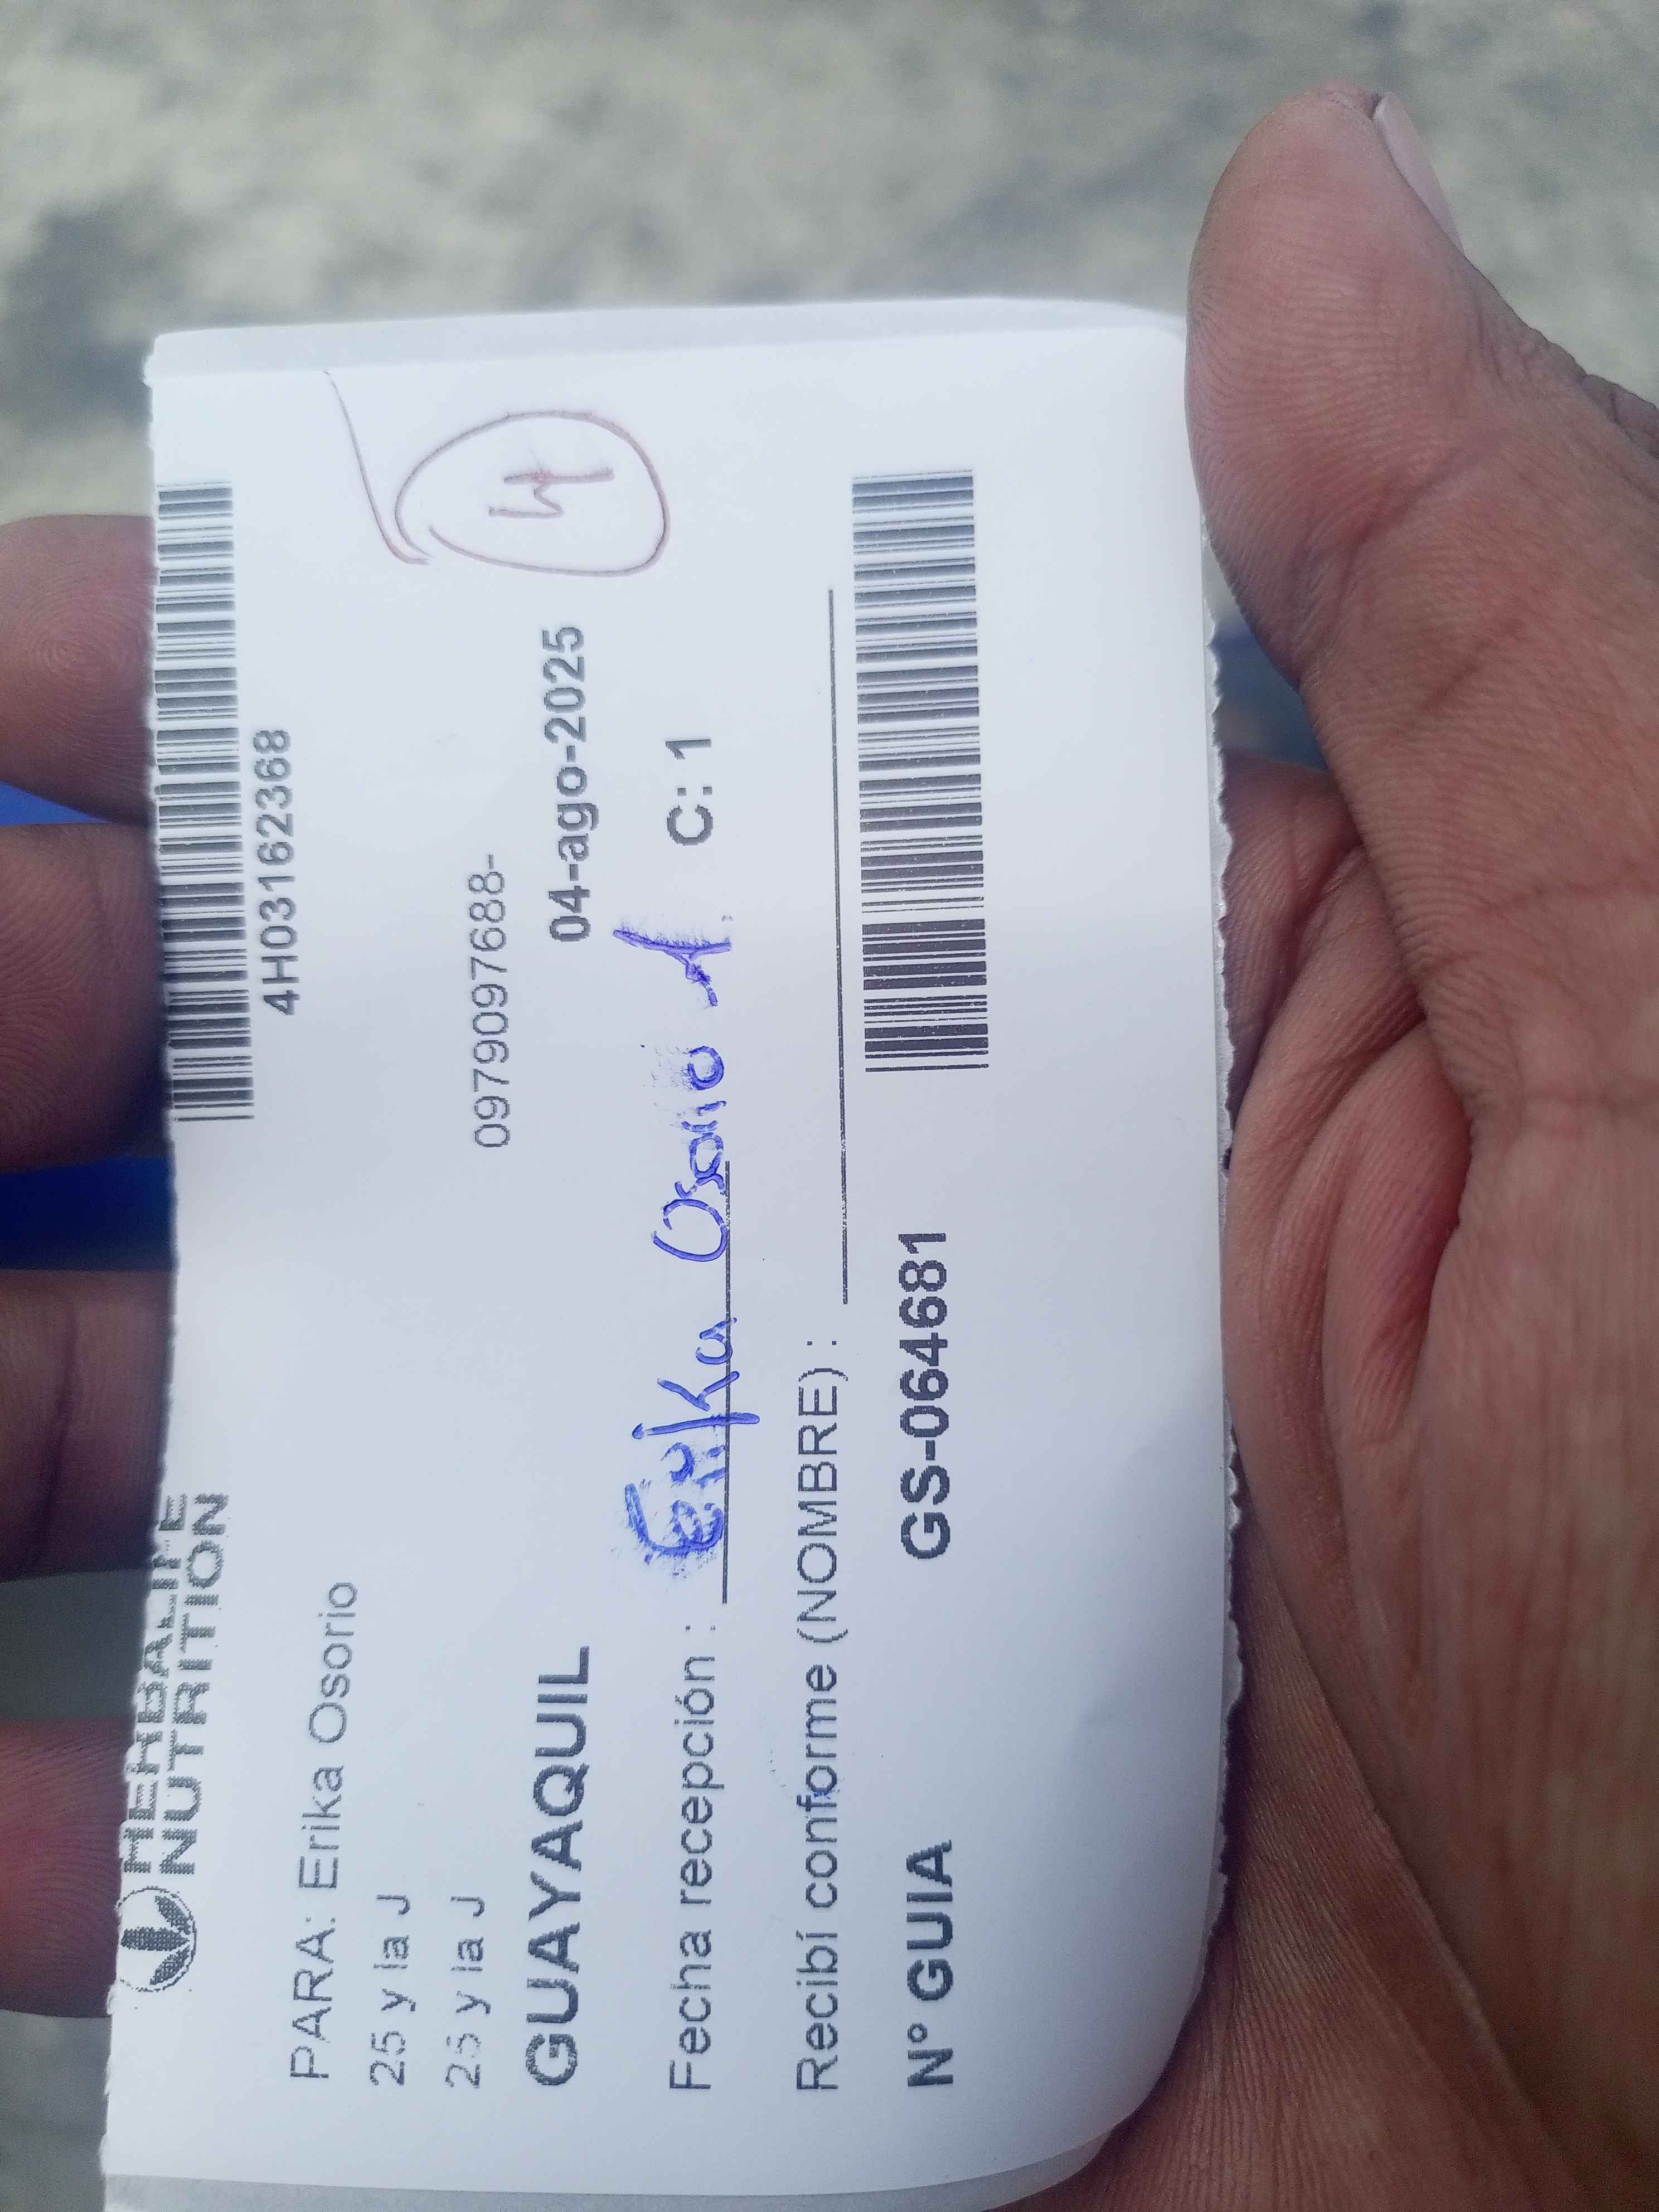 HERBALIFE
NUTRITION
4H03162368
PARA: Erika Osorio
25 y la J
25 y la J
0979097688-
GUAYAQUIL
04-ago-2025
Fecha recepción : Erika Osorio
C: 1
Recibí conforme (NOMBRE) :
N° GUIA GS-064681